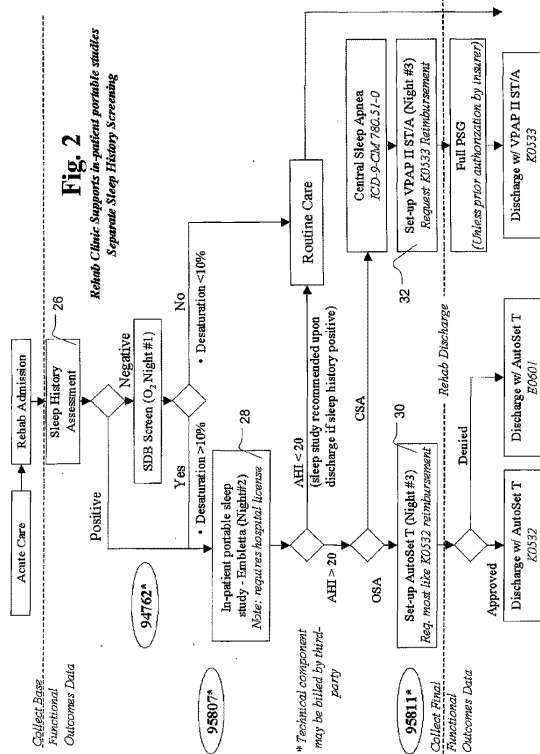 Fig. 2
Rehab Clinic Supports in-patient portable studies
Separate Sleep History Screening
Acute Care
Rehab Admission
Collect Base
Functional
Outcomes Data
Sleep History
Assessment
26
Positive
Negative
94762*
SDB Screen (O2 Night #1)
Yes
No
• Desaturation >10%
• Desaturation <10%
95807*
In-patient portable sleep
study - Embletta (Night#2)
Note: requires hospital license
28
* Technical component
may be billed by third-
party
AHI < 20
(sleep study recommended upon
discharge if sleep history positive)
Routine Care
AHI > 20
CSA
OSA
Central Sleep Apnea
ICD-9-CM 780.51-0
95811*
Set-up AutoSet T (Night #3)
Req. most like K0532 reimbursement
30
Set-up VPAP II ST/A (Night #3)
Request K0533 Reimbursement
32
Collect Final
Functional
Outcomes Data
Rehab Discharge
Approved
Denied
Full PSG
(Unless prior authorization by insurer)
Discharge w/ AutoSet T
K0532
Discharge w/ AutoSet T
E0601
Discharge w/ VPAP II ST/A
K0533